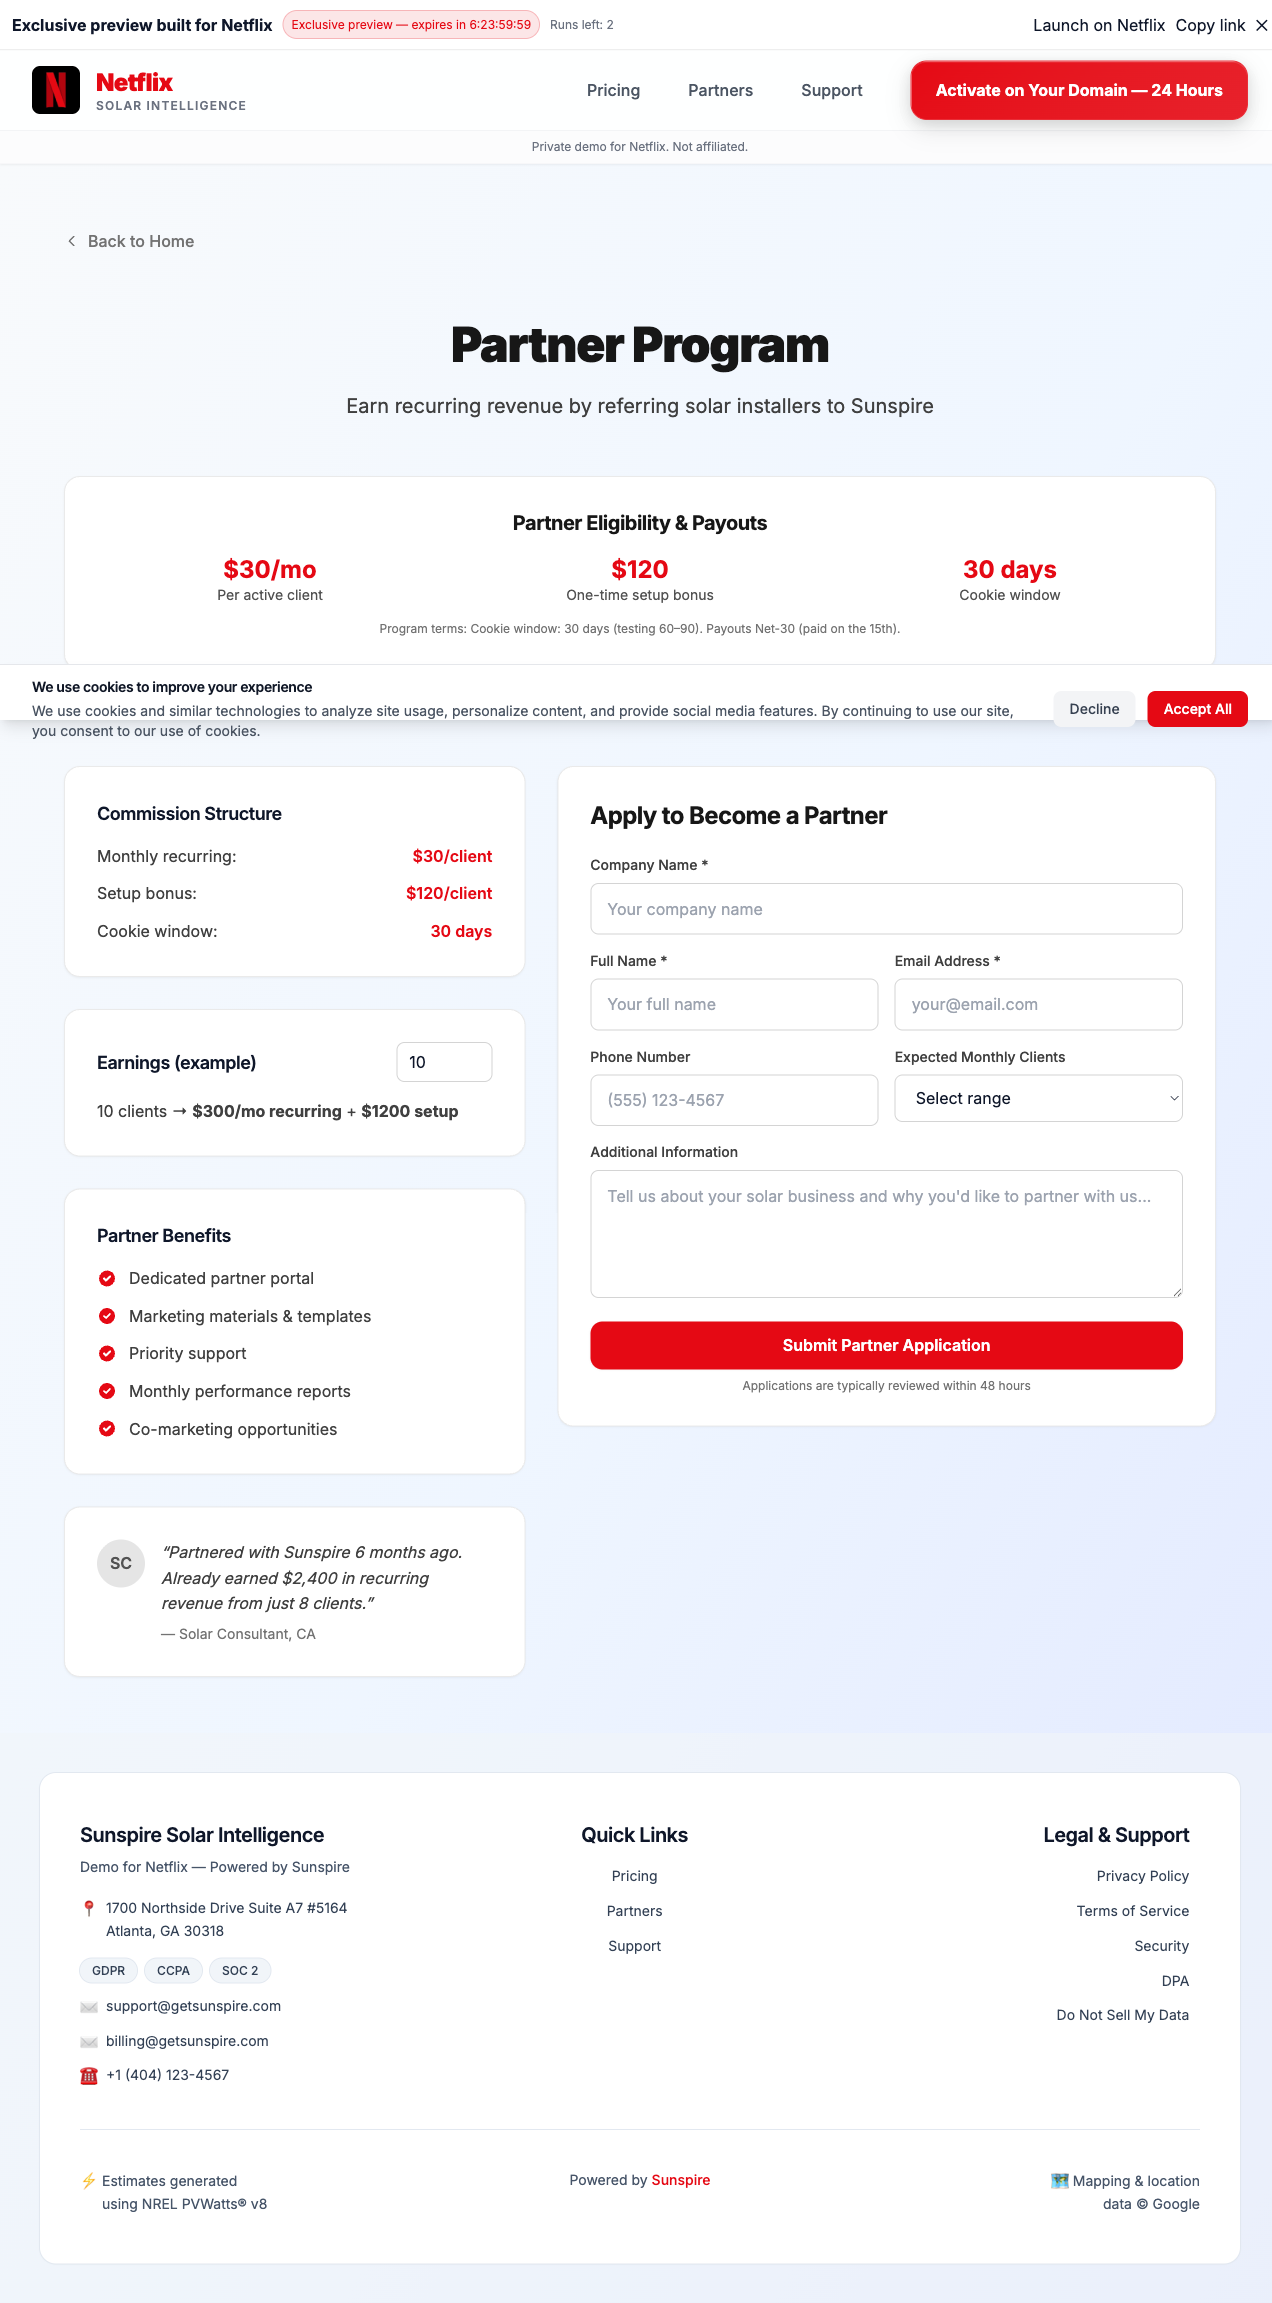 Exclusive preview built for Netflix
Exclusive preview — expires in 6:23:59:59
Runs left: 2
Launch on Netflix
Copy link
Netflix
SOLAR INTELLIGENCE
Pricing
Partners
Support
Activate on Your Domain — 24 Hours
Private demo for Netflix. Not affiliated.
Back to Home
Partner Program
Earn recurring revenue by referring solar installers to Sunspire
Partner Eligibility & Payouts
$30/mo
Per active client
$120
One-time setup bonus
30 days
Cookie window
Program terms: Cookie window: 30 days (testing 60–90). Payouts Net-30 (paid on the 15th).
We use cookies to improve your experience
We use cookies and similar technologies to analyze site usage, personalize content, and provide social media features. By continuing to use our site,
you consent to our use of cookies.
Decline
Accept All
Commission Structure
Monthly recurring: $30/client
Setup bonus: $120/client
Cookie window: 30 days
Earnings (example)
10
10 clients → $300/mo recurring + $1200 setup
Partner Benefits
Dedicated partner portal
Marketing materials & templates
Priority support
Monthly performance reports
Co-marketing opportunities
SC
“Partnered with Sunspire 6 months ago.
Already earned $2,400 in recurring
revenue from just 8 clients.”
— Solar Consultant, CA
Apply to Become a Partner
Company Name *
Your company name
Full Name *
Your full name
Email Address *
your@email.com
Phone Number
(555) 123-4567
Expected Monthly Clients
Select range
Additional Information
Tell us about your solar business and why you'd like to partner with us...
Submit Partner Application
Applications are typically reviewed within 48 hours
Sunspire Solar Intelligence
Demo for Netflix — Powered by Sunspire
1700 Northside Drive Suite A7 #5164
Atlanta, GA 30318
GDPR
CCPA
SOC 2
support@getsunspire.com
billing@getsunspire.com
+1 (404) 123-4567
Quick Links
Pricing
Partners
Support
Legal & Support
Privacy Policy
Terms of Service
Security
DPA
Do Not Sell My Data
Estimates generated
using NREL PVWatts® v8
Powered by Sunspire
Mapping & location
data © Google